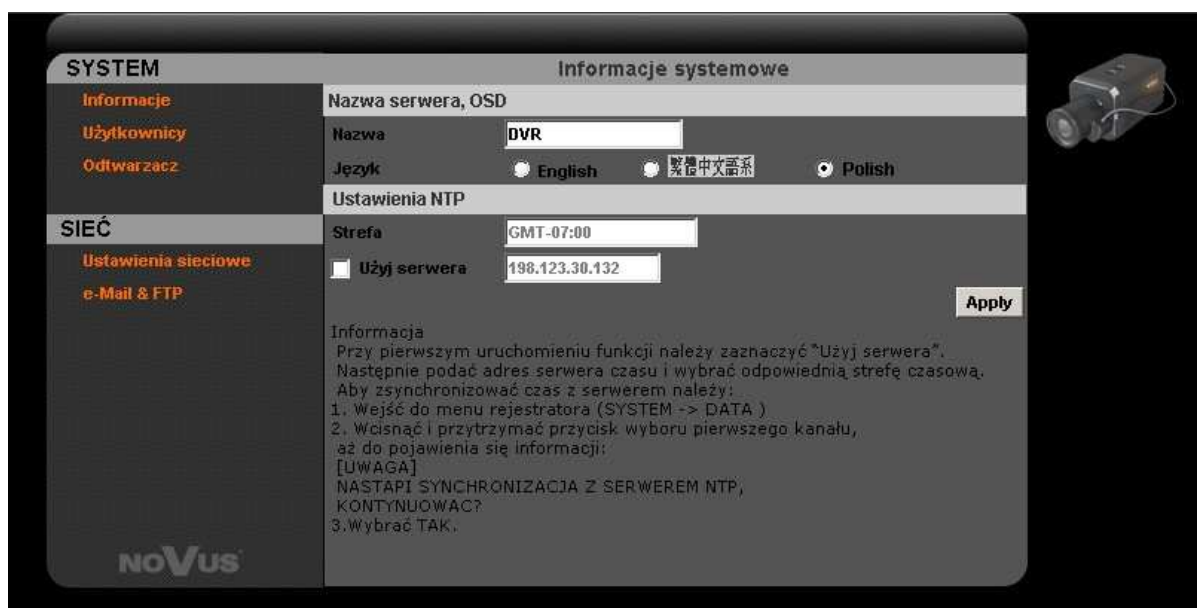 SYSTEM
Informacje
Użytkownicy
Odtwarzacz
SIEĆ
Ustawienia sieciowe
e-Mail & FTP
NOVUS
Informacje systemowe
Nazwa serwera, OSD
Nazwa DVR
Język English 繁體中文語系 Polish
Ustawienia NTP
Strefa GMT-07:00
Użyj serwera 198.123.30.132
Apply
Informacja
Przy pierwszym uruchomieniu funkcji należy zaznaczyć "Użyj serwera".
Następnie podać adres serwera czasu i wybrać odpowiednią strefę czasową.
Aby zsynchronizować czas z serwerem należy:
1. Wejść do menu rejestratora (SYSTEM -> DATA )
2. Wcisnąć i przytrzymać przycisk wyboru pierwszego kanału,
aż do pojawienia się informacji:
[UWAGA]
NASTAPI SYNCHRONIZACJA Z SERWEREM NTP,
KONTYNUOWAC?
3.Wybrać TAK.